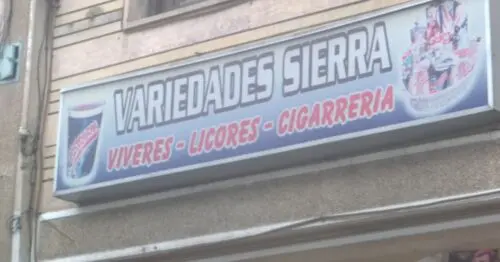 VARIEDADES SIERRA
VIVERES - LICORES - CIGARRERIA